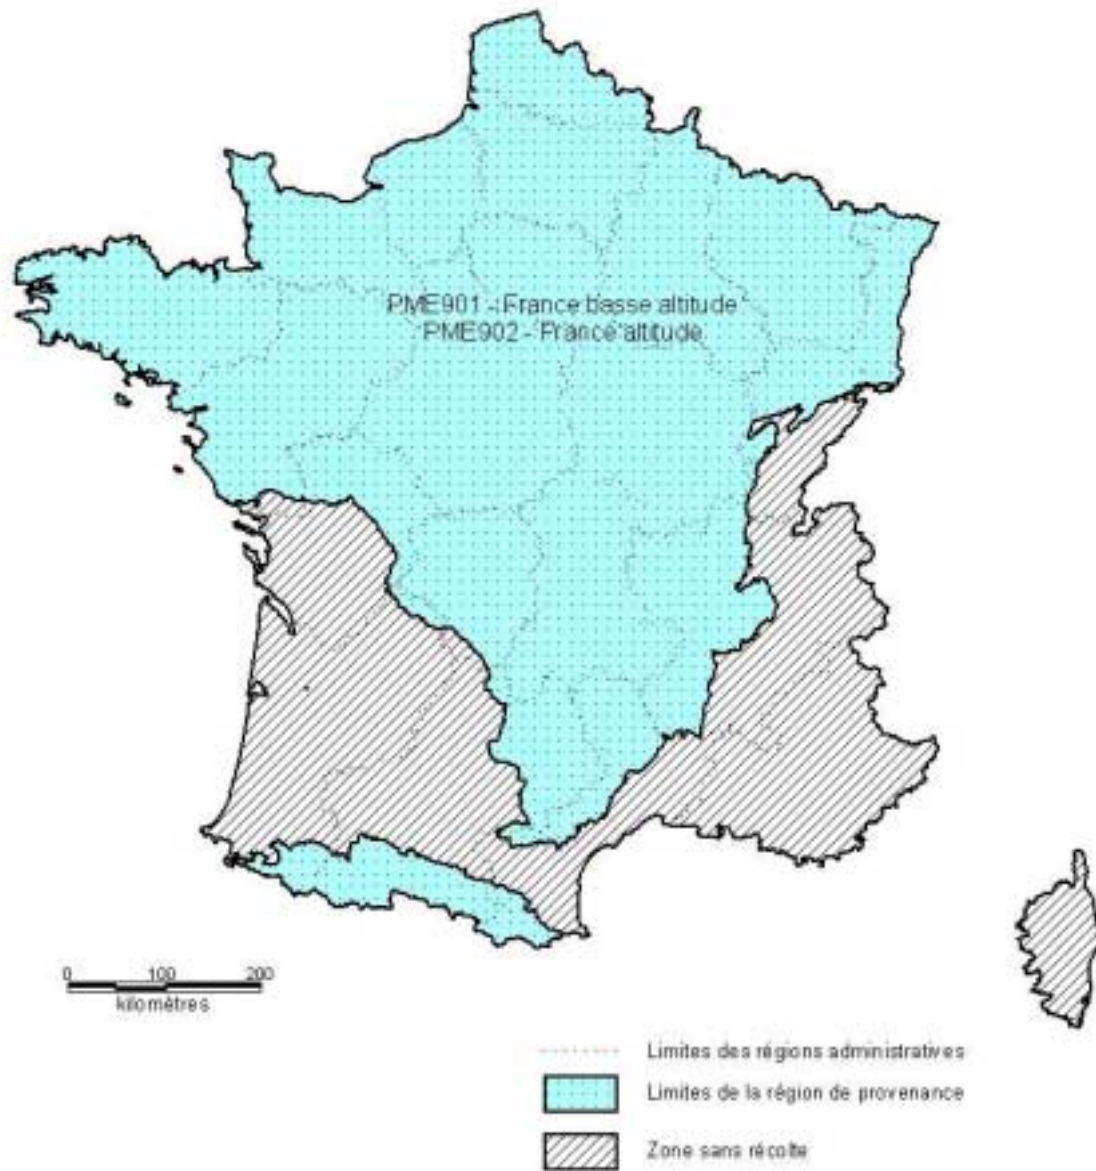 PME901 - France basse altitude
PME902 - France altitude
0 100 200
kilomètres
Limites des régions administratives
Limites de la région de provenance
Zone sans récolte